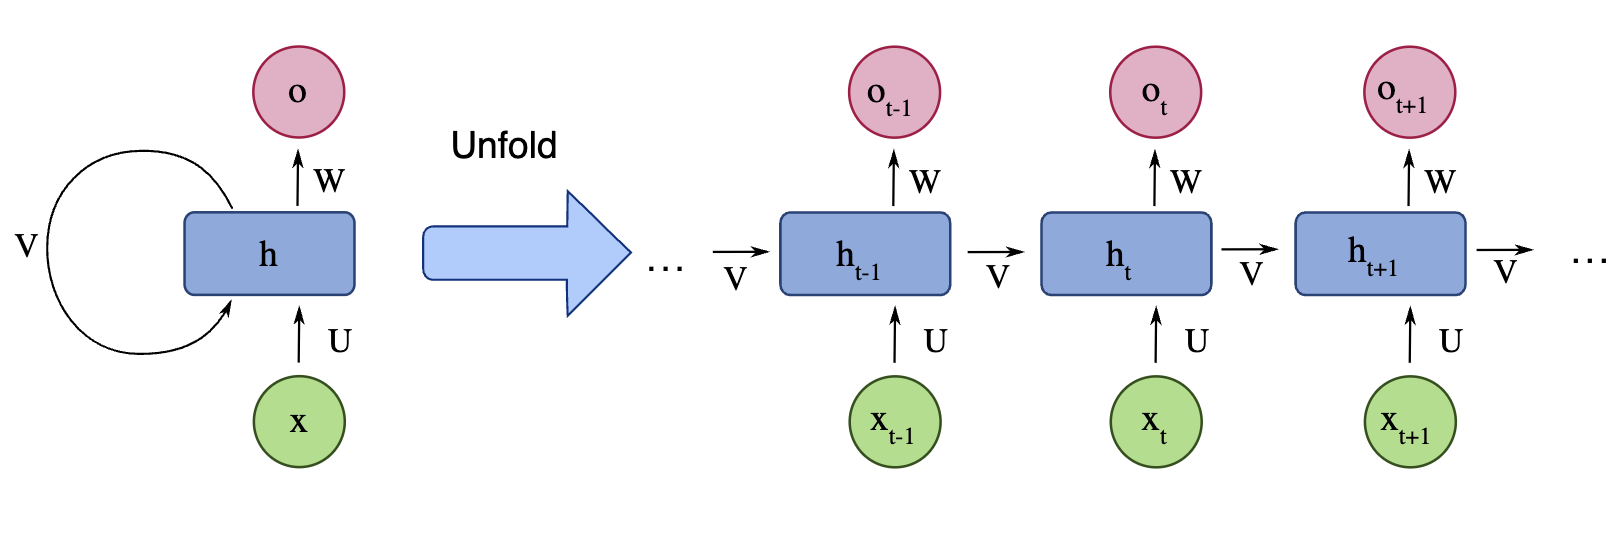 o
W
V
h
U
x
Unfold
...
V
o t-1
W
h t-1
U
x t-1
V
o t
W
h t
U
x t
V
o t+1
W
h t+1
U
x t+1
V
...